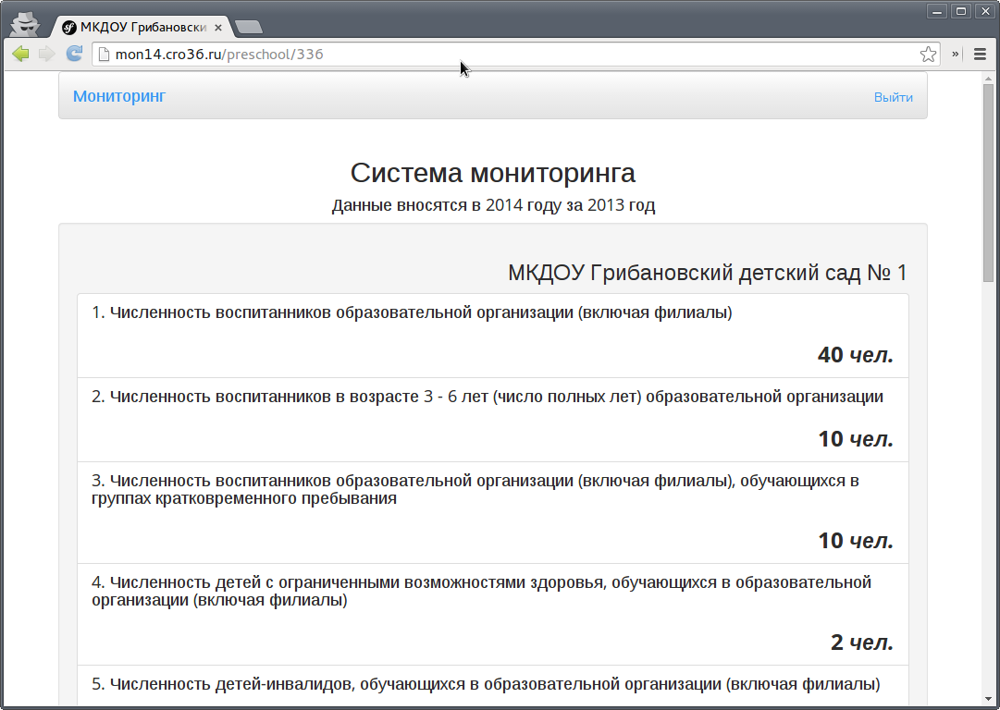 МКДОУ Грибановски
mon14.cro36.ru/preschool/336
Мониторинг
Выйти
Система мониторинга
Данные вносятся в 2014 году за 2013 год
МКДОУ Грибановский детский сад № 1
1. Численность воспитанников образовательной организации (включая филиалы)
40 чел.
2. Численность воспитанников в возрасте 3 - 6 лет (число полных лет) образовательной организации
10 чел.
3. Численность воспитанников образовательной организации (включая филиалы), обучающихся в
группах кратковременного пребывания
10 чел.
4. Численность детей с ограниченными возможностями здоровья, обучающихся в образовательной
организации (включая филиалы)
2 чел.
5. Численность детей-инвалидов, обучающихся в образовательной организации (включая филиалы)